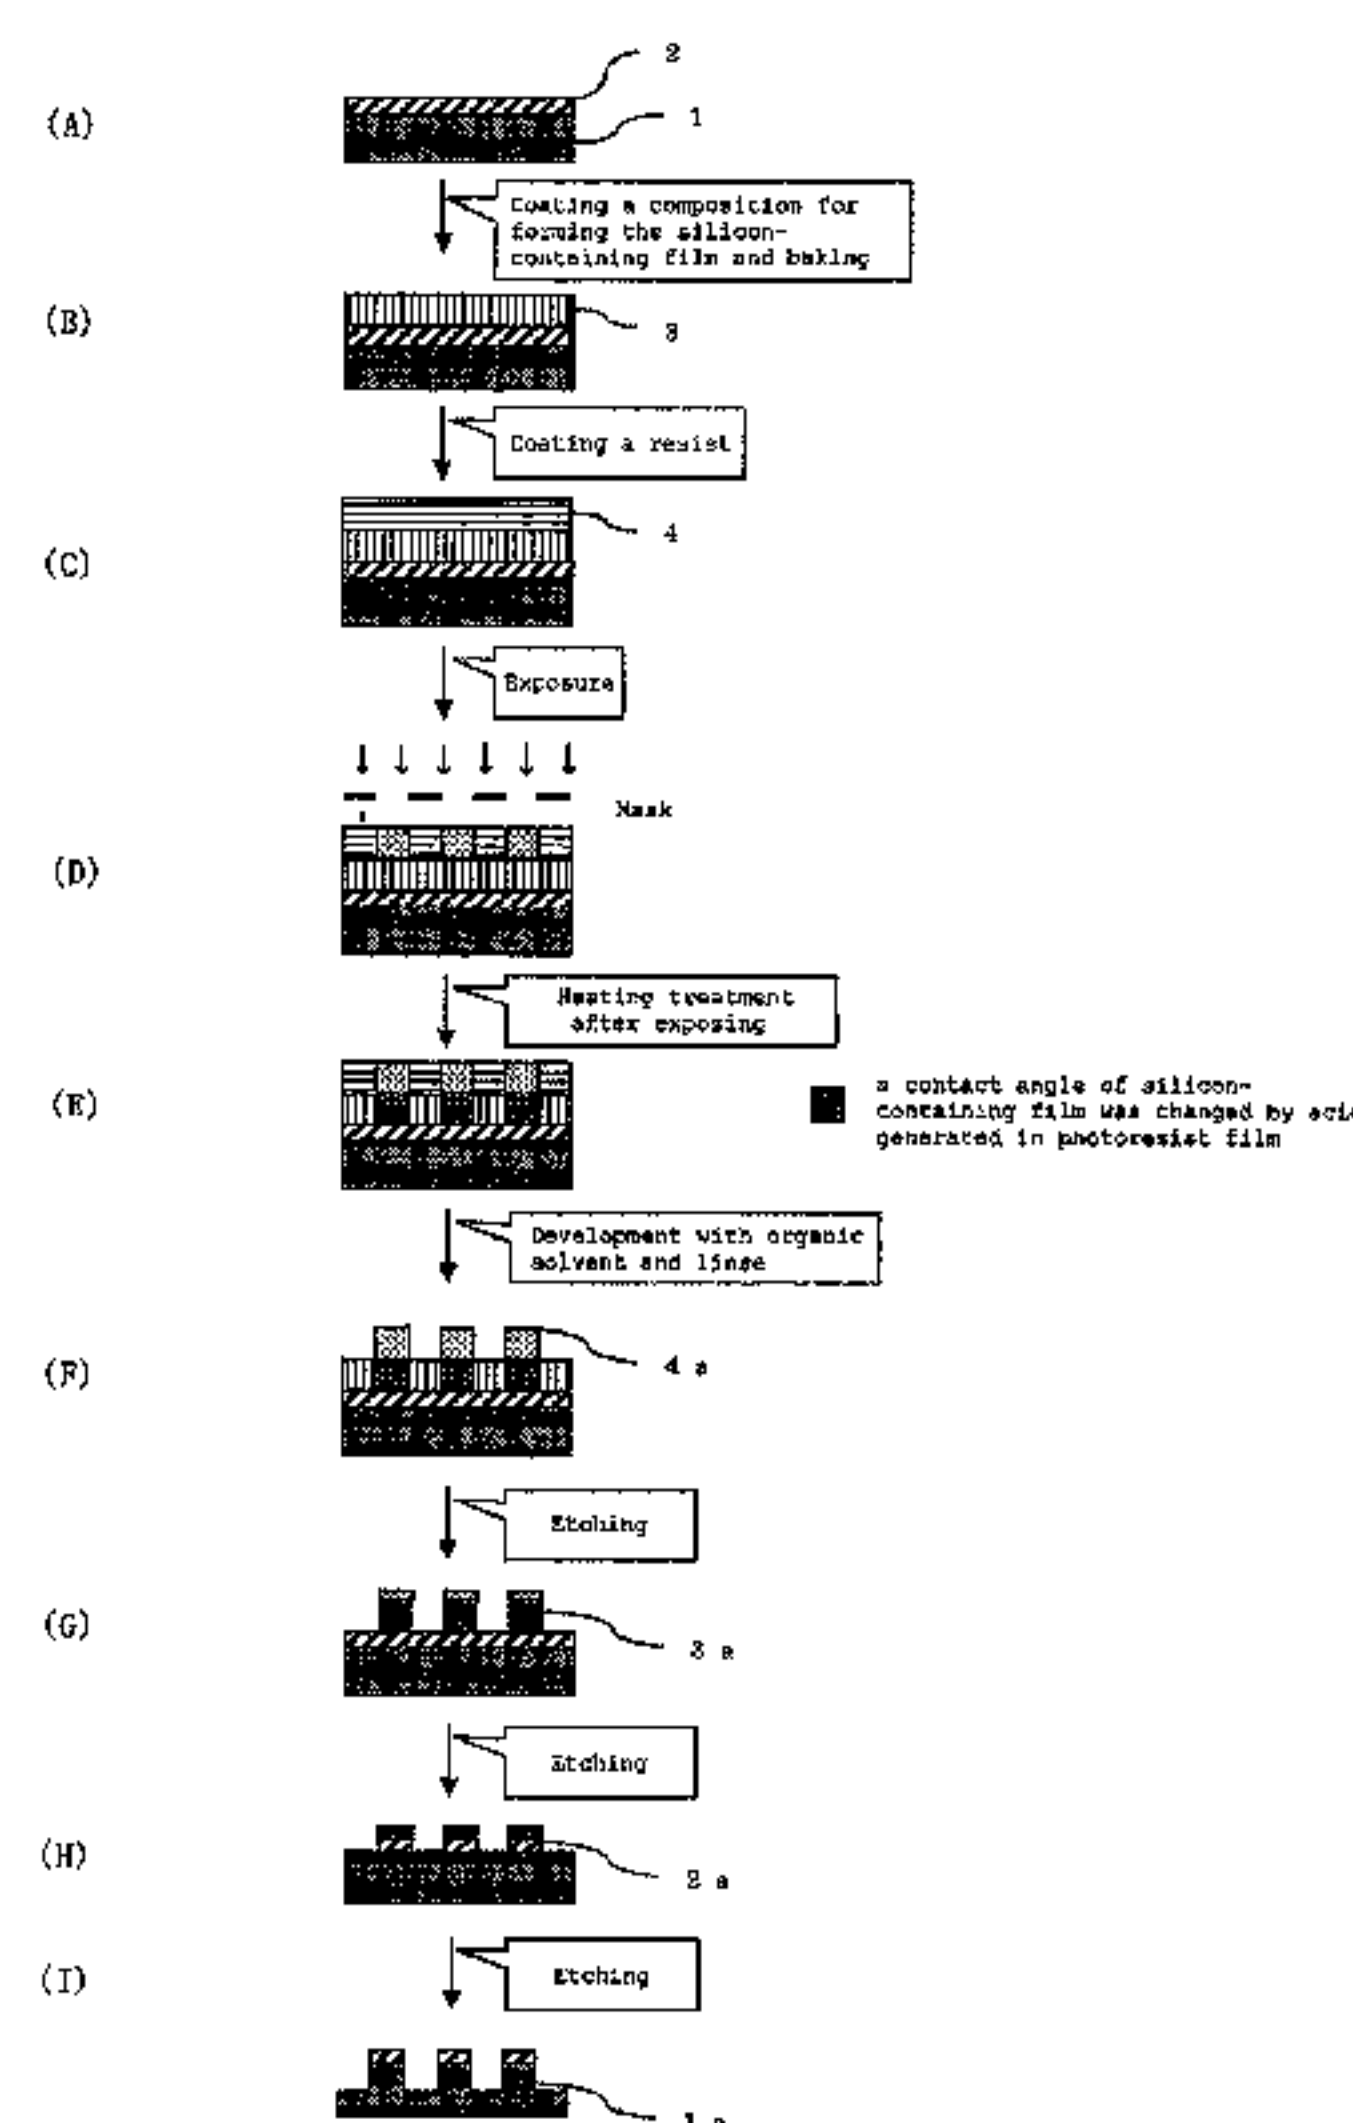 2
(A)
1
Coating a composition for
forming the silicon-
containing film and baking
(B)
3
Coating a resist
4
(C)
Exposure
Mask
(D)
Heating treatment
after exposing
(E)
a contact angle of silicon-
containing film was changed by acid
generated in photoresist film
Development with organic
solvent and linse
(F)
4 a
Etching
(G)
3 a
Etching
(H)
2 a
(I)
Etching
1 a